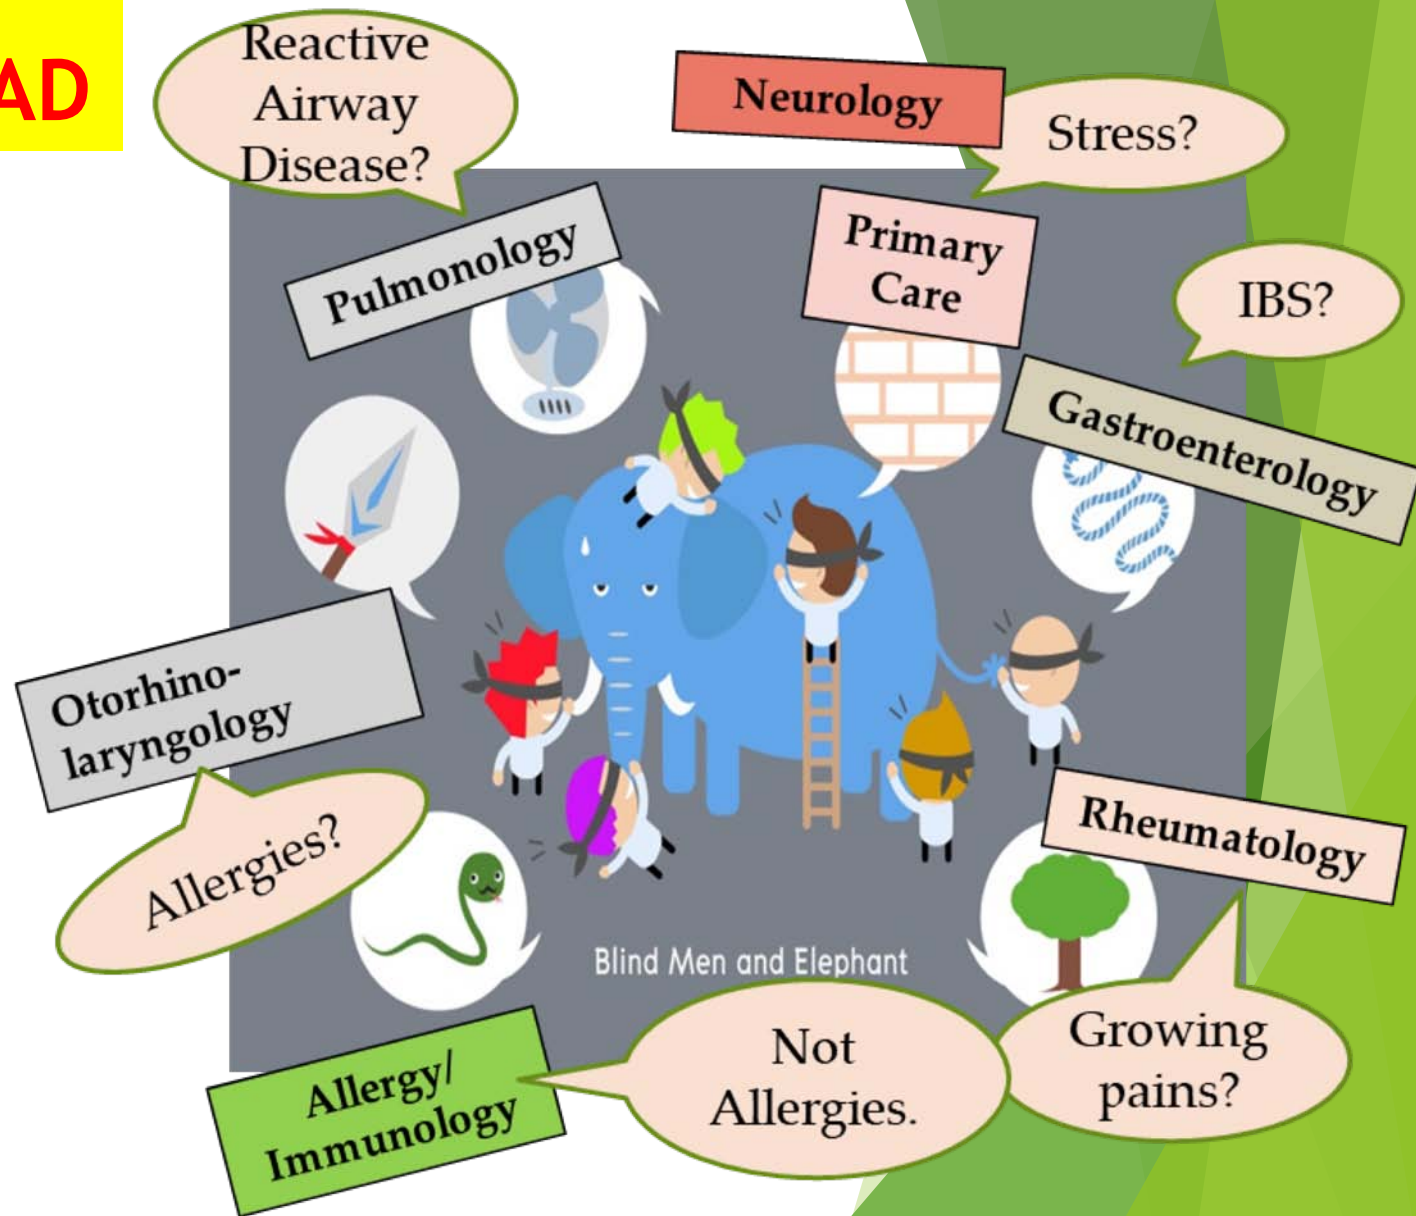 AD
Reactive
Airway
Disease?
Neurology
Stress?
Pulmonology
Primary
Care
IBS?
Gastroenterology
Otorhino-
laryngology
Allergies?
Rheumatology
Blind Men and Elephant
Growing
pains?
Not
Allergies.
Allergy/
Immunology